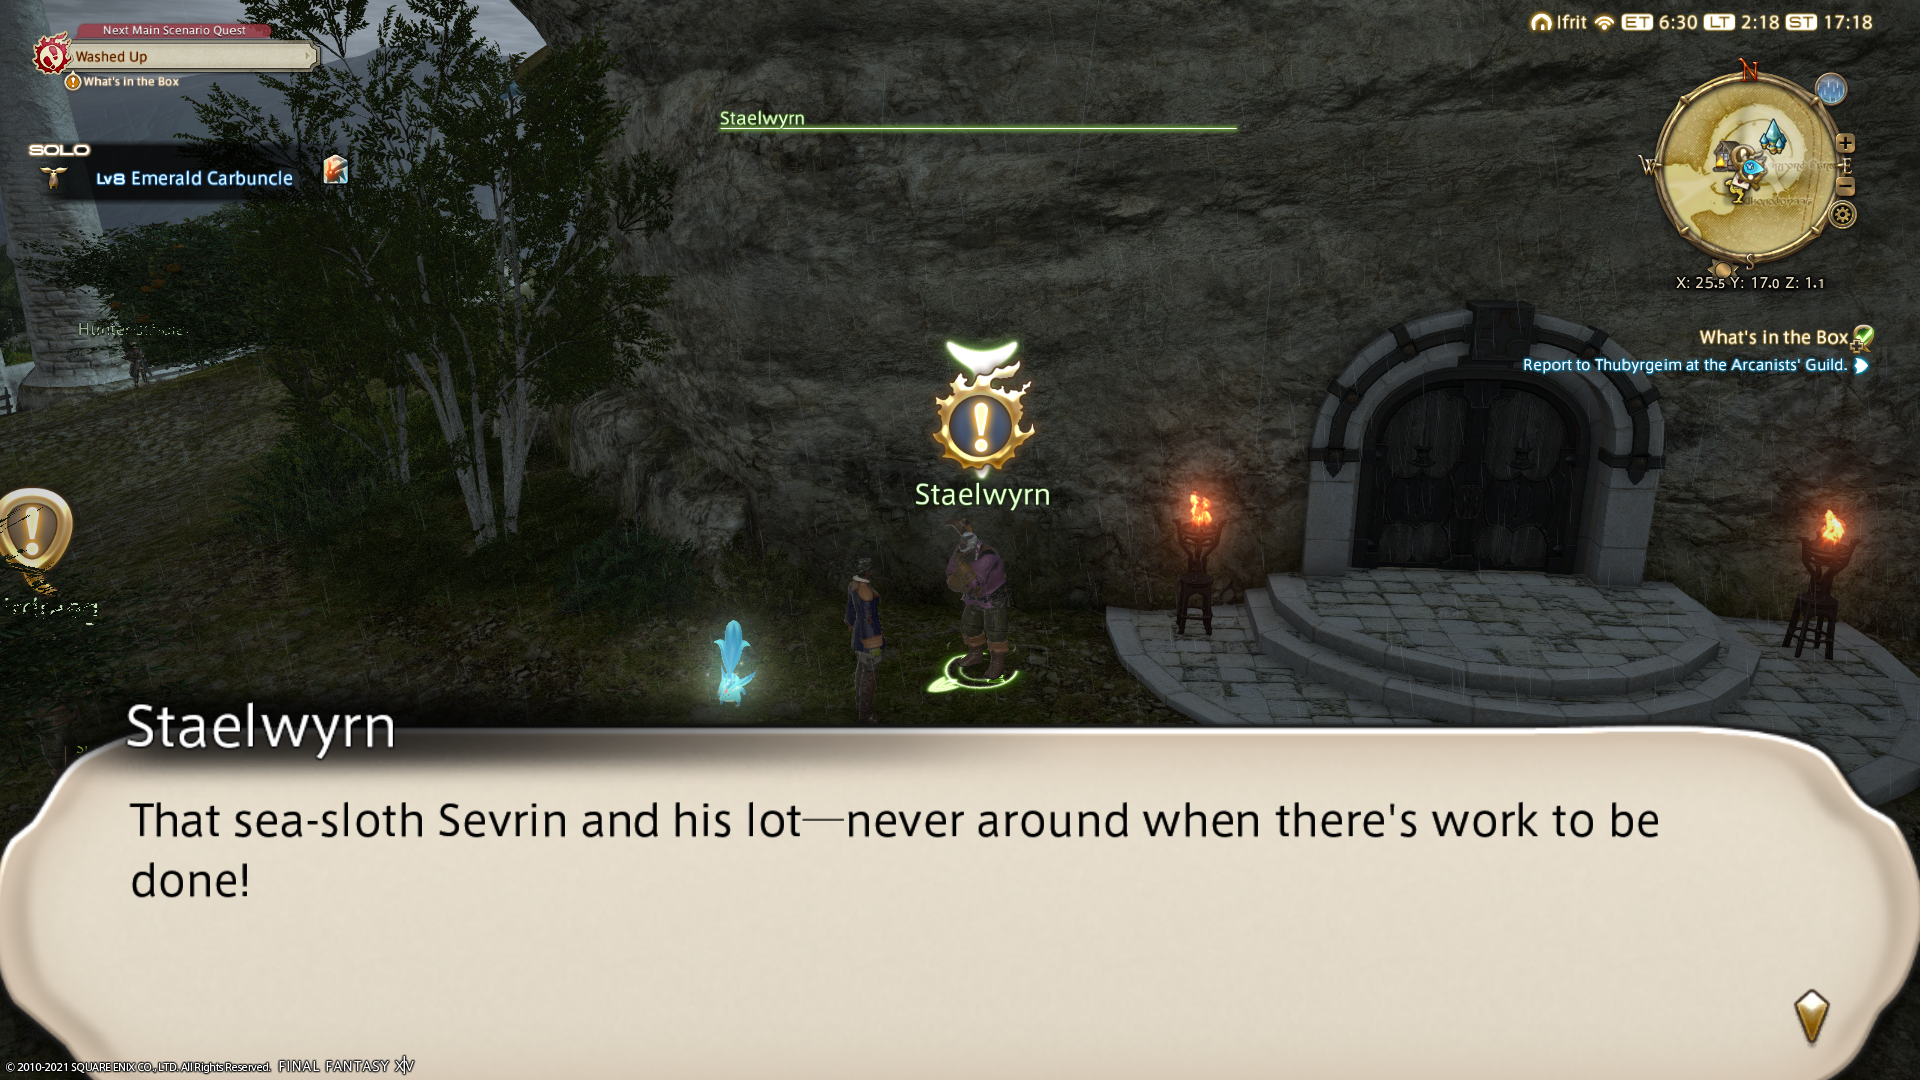 Next Main Scenario Quest
Washed Up
What's in the Box
Ifrit ET 6:30 LT 2:18 ST 17:18
N
W
E
S
X: 25.5 Y: 17.0 Z: 1.1
SOLO
Lv8 Emerald Carbuncle
Staelwyrn
What's in the Box
Report to Thubyrgeim at the Arcanists' Guild.
Staelwyrn
Staelwyrn
That sea-sloth Sevrin and his lot—never around when there's work to be
done!
© 2010-2021 SQUARE ENIX CO., LTD. All Rights Reserved. FINAL FANTASY XIV